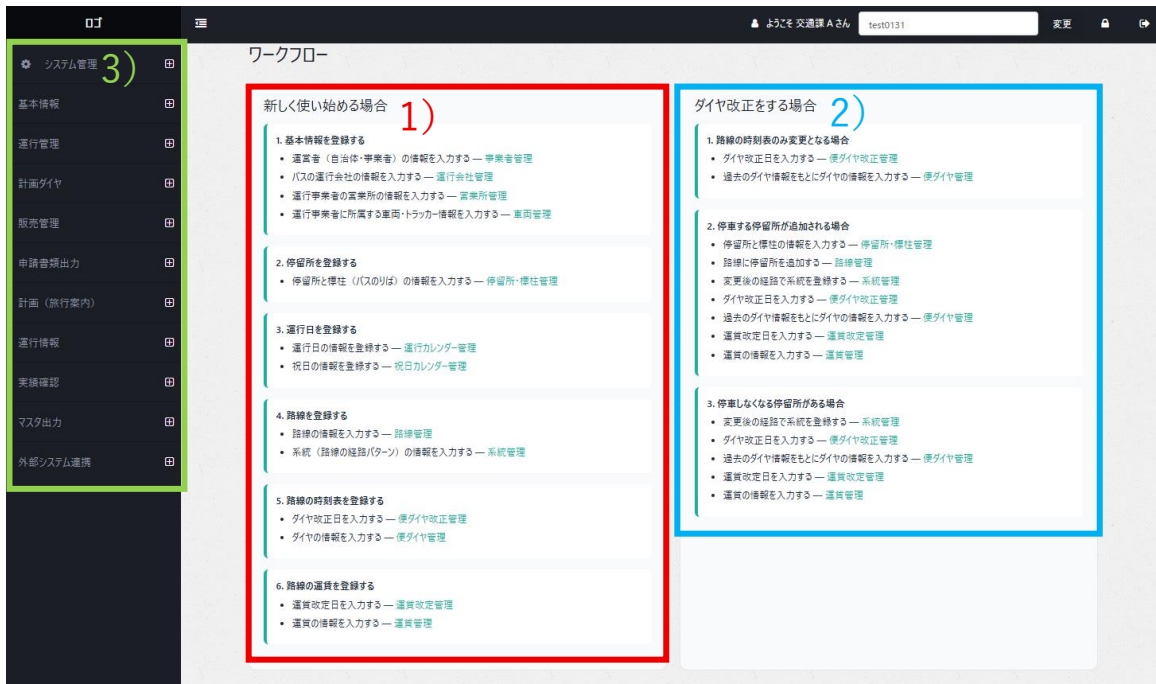 ロゴ
ようこそ 交通課 A さん
test0131
変更
システム管理
3）
基本情報
運行管理
計画ダイヤ
販売管理
申請書類出力
計画（旅行案内）
運行情報
実績確認
マスタ出力
外部システム連携
ワークフロー
新しく使い始める場合
1）
1. 基本情報を登録する
• 運営者（自治体・事業者）の情報を入力する ― 事業者管理
• バスの運行会社の情報を入力する ― 運行会社管理
• 運行事業者の営業所の情報を入力する ― 営業所管理
• 運行事業者に所属する車両・トラッカー情報を入力する ― 車両管理
2. 停留所を登録する
• 停留所と標柱（バスのりば）の情報を入力する ― 停留所・標柱管理
3. 運行日を登録する
• 運行日の情報を登録する ― 運行カレンダー管理
• 祝日の情報を登録する ― 祝日カレンダー管理
4. 路線を登録する
• 路線の情報を入力する ― 路線管理
• 系統（路線の経路パターン）の情報を入力する ― 系統管理
5. 路線の時刻表を登録する
• ダイヤ改正日を入力する ― 便ダイヤ改正管理
• ダイヤの情報を入力する ― 便ダイヤ管理
6. 路線の運賃を登録する
• 運賃改定日を入力する ― 運賃改定管理
• 運賃の情報を入力する ― 運賃管理
ダイヤ改正をする場合
2）
1. 路線の時刻表のみ変更となる場合
• ダイヤ改正日を入力する ― 便ダイヤ改正管理
• 過去のダイヤ情報をもとにダイヤの情報を入力する ― 便ダイヤ管理
2. 停車する停留所が追加される場合
• 停留所と標柱の情報を入力する ― 停留所・標柱管理
• 路線に停留所を追加する ― 路線管理
• 変更後の経路で系統を登録する ― 系統管理
• ダイヤ改正日を入力する ― 便ダイヤ改正管理
• 過去のダイヤ情報をもとにダイヤの情報を入力する ― 便ダイヤ管理
• 運賃改定日を入力する ― 運賃改定管理
• 運賃の情報を入力する ― 運賃管理
3. 停車しなくなる停留所がある場合
• 変更後の経路で系統を登録する ― 系統管理
• ダイヤ改正日を入力する ― 便ダイヤ改正管理
• 過去のダイヤ情報をもとにダイヤの情報を入力する ― 便ダイヤ管理
• 運賃改定日を入力する ― 運賃改定管理
• 運賃の情報を入力する ― 運賃管理